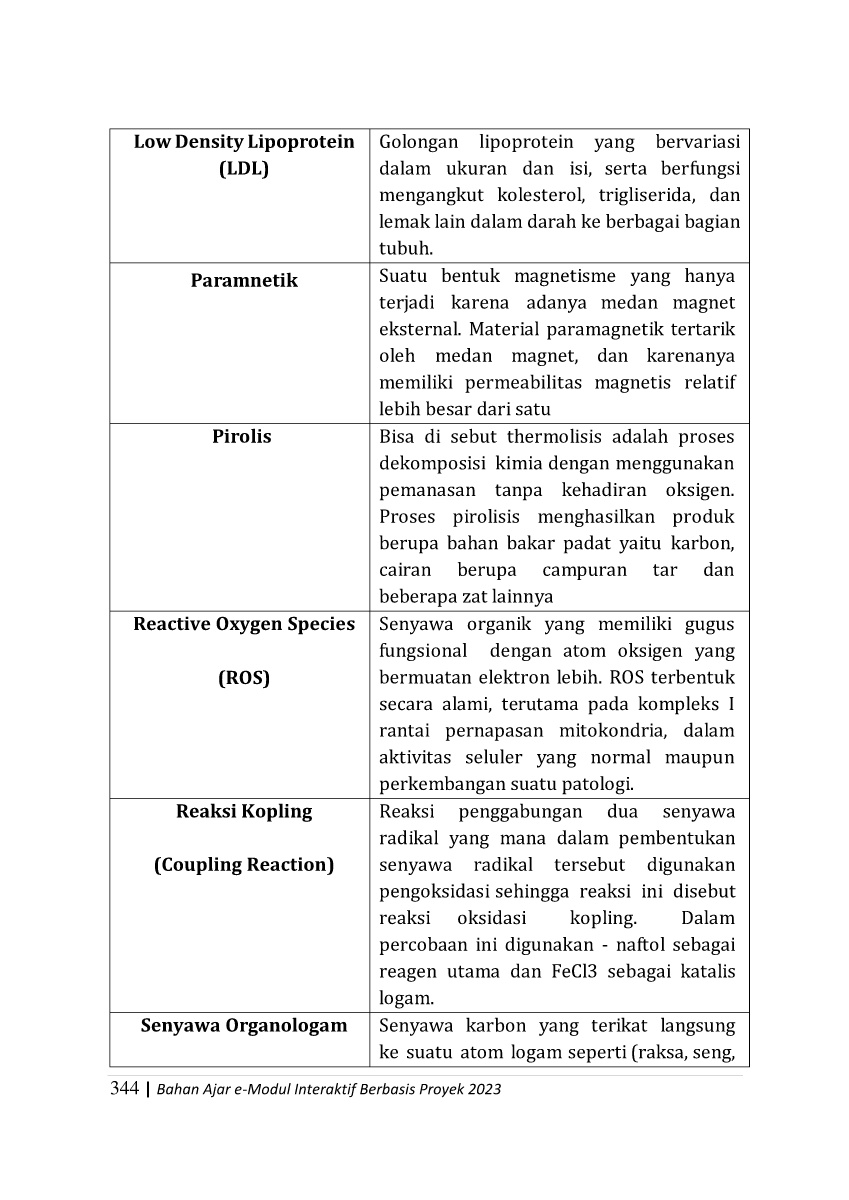 Low Density Lipoprotein
(LDL)
Golongan lipoprotein yang bervariasi
dalam ukuran dan isi, serta berfungsi
mengangkut kolesterol, trigliserida, dan
lemak lain dalam darah ke berbagai bagian
tubuh.
Paramnetik
Suatu bentuk magnetisme yang hanya
terjadi karena adanya medan magnet
eksternal. Material paramagnetik tertarik
oleh medan magnet, dan karenanya
memiliki permeabilitas magnetis relatif
lebih besar dari satu
Pirolis
Bisa di sebut thermolisis adalah proses
dekomposisi kimia dengan menggunakan
pemanasan tanpa kehadiran oksigen.
Proses pirolisis menghasilkan produk
berupa bahan bakar padat yaitu karbon,
cairan berupa campuran tar dan
beberapa zat lainnya
Reactive Oxygen Species
(ROS)
Senyawa organik yang memiliki gugus
fungsional dengan atom oksigen yang
bermuatan elektron lebih. ROS terbentuk
secara alami, terutama pada kompleks I
rantai pernapasan mitokondria, dalam
aktivitas seluler yang normal maupun
perkembangan suatu patologi.
Reaksi Kopling
(Coupling Reaction)
Reaksi penggabungan dua senyawa
radikal yang mana dalam pembentukan
senyawa radikal tersebut digunakan
pengoksidasi sehingga reaksi ini disebut
reaksi oksidasi kopling. Dalam
percobaan ini digunakan - naftol sebagai
reagen utama dan FeCl3 sebagai katalis
logam.
Senyawa Organologam
Senyawa karbon yang terikat langsung
ke suatu atom logam seperti (raksa, seng,
344 | Bahan Ajar e-Modul Interaktif Berbasis Proyek 2023